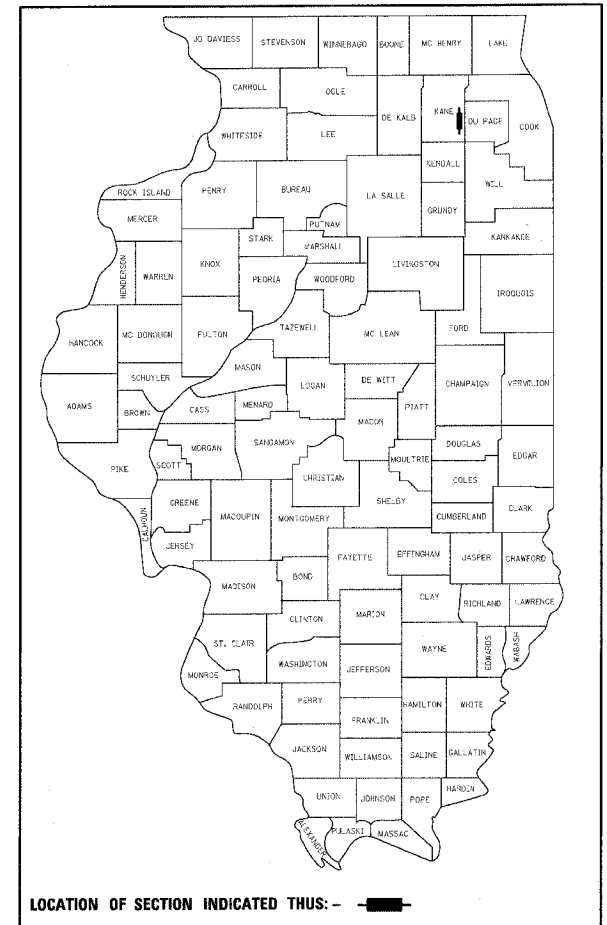 JO DAVIESS STEVENSON WINNEBAGO BOONE MC HENRY LAKE
CARROLL OGLE
DE KALB KANE DU PAGE COOK
WHITESIDE LEE
KENDALL
WILL
ROCK ISLAND HENRY BUREAU LA SALLE
GRUNDY
MERCER PUTNAM
STARK MARSHALL KANKAKEE
HENDERSON WARREN KNOX PEORIA WOODFORD LIVINGSTON
IROQUOIS
HANCOCK MC DONOUGH FULTON TAZEWELL MC LEAN FORD
MASON
SCHUYLER LOGAN DE WITT CHAMPAIGN VERMILION
ADAMS BROWN CASS MENARD PIATT
MACON
MORGAN SANGAMON DOUGLAS
PIKE SCOTT MOULTRIE EDGAR
CHRISTIAN COLES
SHELBY
CALHOUN GREENE MACOUPIN MONTGOMERY CUMBERLAND CLARK
JERSEY FAYETTE EFFINGHAM JASPER CRAWFORD
MADISON BOND
CLAY RICHLAND LAWRENCE
CLINTON MARION
ST. CLAIR WAYNE EDWARDS WABASH
WASHINGTON JEFFERSON
MONROE
RANDOLPH PERRY HAMILTON WHITE
FRANKLIN
JACKSON WILLIAMSON SALINE GALLATIN
UNION JOHNSON POPE HARDIN
ALEXANDER PULASKI MASSAC
LOCATION OF SECTION INDICATED THUS: -